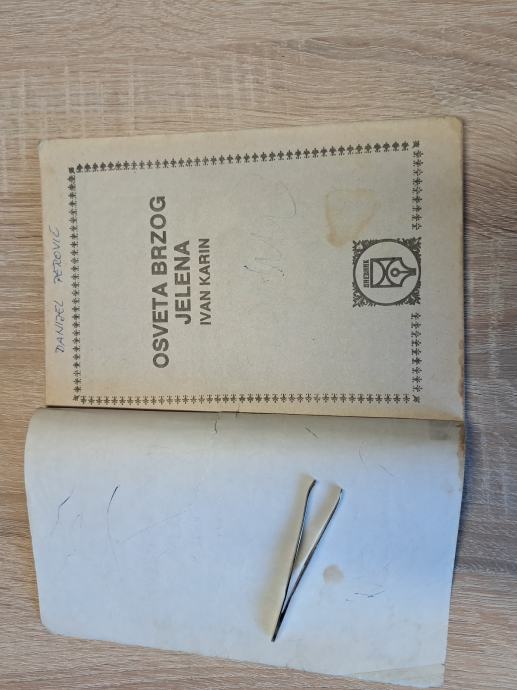 DANIJEL PEROVIĆ
OSVETA BRZOG
JELENA
IVAN KARIN